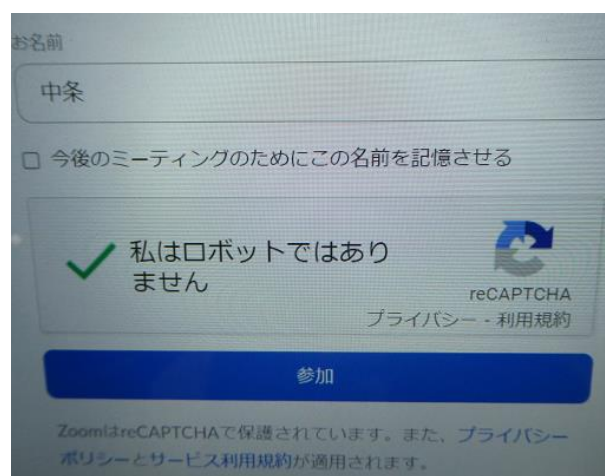 お名前
中条
今後のミーティングのためにこの名前を記憶させる
私はロボットではあり
ません
reCAPTCHA
プライバシー - 利用規約
参加
ZoomはreCAPTCHAで保護されています。また、プライバシー
ポリシーとサービス利用規約が適用されます。